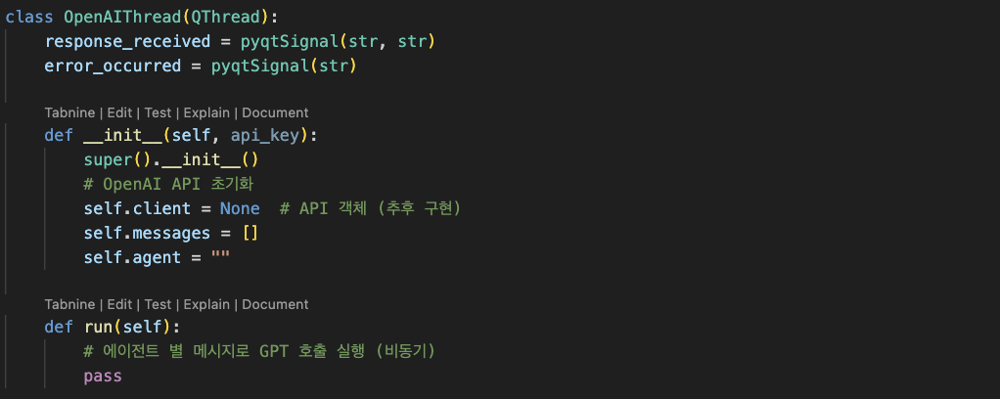 class OpenAIThread(QThread):
response_received = pyqtSignal(str, str)
error_occurred = pyqtSignal(str)
Tabnine | Edit | Test | Explain | Document
def __init__(self, api_key):
super().__init__()
# OpenAI API 초기화
self.client = None  # API 객체 (추후 구현)
self.messages = []
self.agent = ""
Tabnine | Edit | Test | Explain | Document
def run(self):
# 에이전트 별 메시지로 GPT 호출 실행 (비동기)
pass